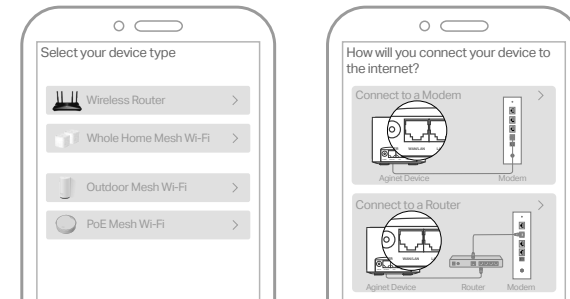 Select your device type
Wireless Router
Whole Home Mesh Wi-Fi
Outdoor Mesh Wi-Fi
PoE Mesh Wi-Fi
How will you connect your device to
the internet?
Connect to a Modem
Aginet Device
Modem
Connect to a Router
Aginet Device
Router
Modem